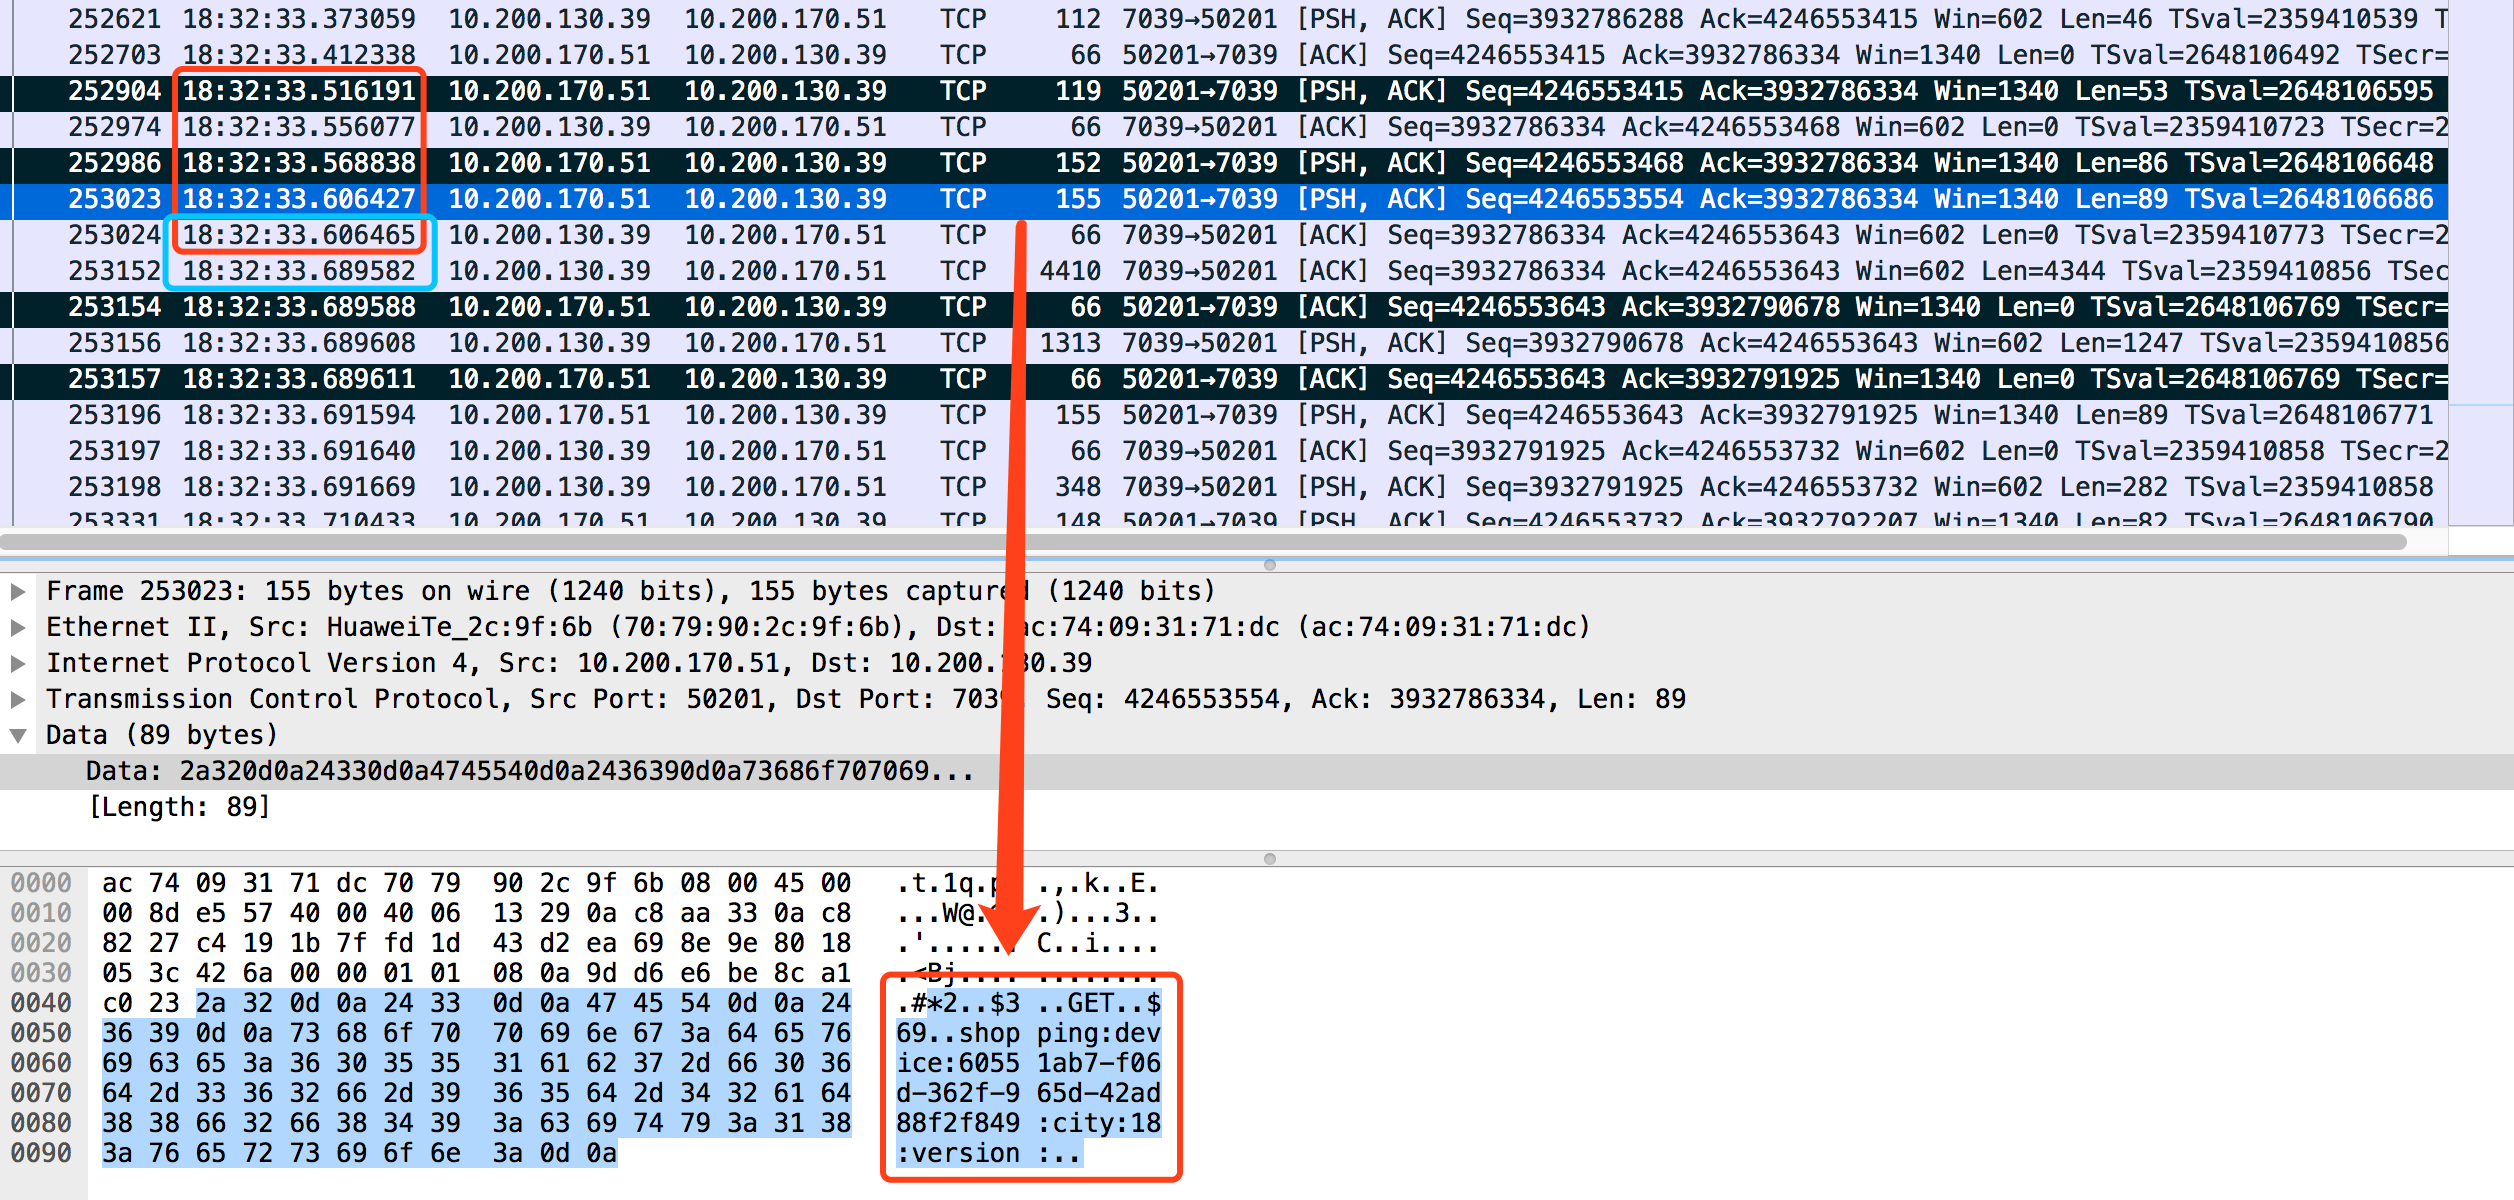 252621 18:32:33.373059 10.200.130.39 10.200.170.51 TCP 112 7039→50201 [PSH, ACK] Seq=3932786288 Ack=4246553415 Win=602 Len=46 TSval=2359410539 T
252703 18:32:33.412338 10.200.170.51 10.200.130.39 TCP 66 50201→7039 [ACK] Seq=4246553415 Ack=3932786334 Win=1340 Len=0 TSval=2648106492 TSecr=
252904 18:32:33.516191 10.200.170.51 10.200.130.39 TCP 119 50201→7039 [PSH, ACK] Seq=4246553415 Ack=3932786334 Win=1340 Len=53 TSval=2648106595
252974 18:32:33.556077 10.200.130.39 10.200.170.51 TCP 66 7039→50201 [ACK] Seq=3932786334 Ack=4246553468 Win=602 Len=0 TSval=2359410723 TSecr=2
252986 18:32:33.568838 10.200.170.51 10.200.130.39 TCP 152 50201→7039 [PSH, ACK] Seq=4246553468 Ack=3932786334 Win=1340 Len=86 TSval=2648106648
253023 18:32:33.606427 10.200.170.51 10.200.130.39 TCP 155 50201→7039 [PSH, ACK] Seq=4246553554 Ack=3932786334 Win=1340 Len=89 TSval=2648106686
253024 18:32:33.606465 10.200.130.39 10.200.170.51 TCP 66 7039→50201 [ACK] Seq=3932786334 Ack=4246553643 Win=602 Len=0 TSval=2359410773 TSecr=2
253152 18:32:33.689582 10.200.130.39 10.200.170.51 TCP 4410 7039→50201 [ACK] Seq=3932786334 Ack=4246553643 Win=602 Len=4344 TSval=2359410856 TSec
253154 18:32:33.689588 10.200.170.51 10.200.130.39 TCP 66 50201→7039 [ACK] Seq=4246553643 Ack=3932790678 Win=1340 Len=0 TSval=2648106769 TSecr=
253156 18:32:33.689608 10.200.130.39 10.200.170.51 TCP 1313 7039→50201 [PSH, ACK] Seq=3932790678 Ack=4246553643 Win=602 Len=1247 TSval=2359410856
253157 18:32:33.689611 10.200.170.51 10.200.130.39 TCP 66 50201→7039 [ACK] Seq=4246553643 Ack=3932791925 Win=1340 Len=0 TSval=2648106769 TSecr=
253196 18:32:33.691594 10.200.170.51 10.200.130.39 TCP 155 50201→7039 [PSH, ACK] Seq=4246553643 Ack=3932791925 Win=1340 Len=89 TSval=2648106771
253197 18:32:33.691640 10.200.130.39 10.200.170.51 TCP 66 7039→50201 [ACK] Seq=3932791925 Ack=4246553732 Win=602 Len=0 TSval=2359410858 TSecr=2
253198 18:32:33.691669 10.200.130.39 10.200.170.51 TCP 348 7039→50201 [PSH, ACK] Seq=3932791925 Ack=4246553732 Win=602 Len=282 TSval=2359410858
253331 18:32:33.710433 10.200.170.51 10.200.130.39 TCP 148 50201→7039 [PSH, ACK] Seq=4246553732 Ack=3932792207 Win=1340 Len=82 TSval=2648106790
Frame 253023: 155 bytes on wire (1240 bits), 155 bytes captured (1240 bits)
Ethernet II, Src: HuaweiTe_2c:9f:6b (70:79:90:2c:9f:6b), Dst: ac:74:09:31:71:dc (ac:74:09:31:71:dc)
Internet Protocol Version 4, Src: 10.200.170.51, Dst: 10.200.130.39
Transmission Control Protocol, Src Port: 50201, Dst Port: 7039, Seq: 4246553554, Ack: 3932786334, Len: 89
Data (89 bytes)
Data: 2a320d0a24330d0a4745540d0a2436390d0a73686f707069...
[Length: 89]
0000 ac 74 09 31 71 dc 70 79 90 2c 9f 6b 08 00 45 00 .t.1q.p .,.k..E.
0010 00 8d e5 57 40 00 40 06 13 29 0a c8 aa 33 0a c8 ...W@. .)...3..
0020 82 27 c4 19 1b 7f fd 1d 43 d2 ea 69 8e 9e 80 18 .'...... C..i....
0030 05 3c 42 6a 00 00 01 01 08 0a 9d d6 e6 be 8c a1 .<Bj.... ........
0040 c0 23 2a 32 0d 0a 24 33 0d 0a 47 45 54 0d 0a 24 .#*2..$3 ..GET..$
0050 36 39 0d 0a 73 68 6f 70 70 69 6e 67 3a 64 65 76 69..shop ping:dev
0060 69 63 65 3a 36 30 35 35 31 61 62 37 2d 66 30 36 ice:6055 1ab7-f06
0070 64 2d 33 36 32 66 2d 39 36 35 64 2d 34 32 61 64 d-362f-9 65d-42ad
0080 38 38 66 32 66 38 34 39 3a 63 69 74 79 3a 31 38 88f2f849 :city:18
0090 3a 76 65 72 73 69 6f 6e 3a 0d 0a :version :..